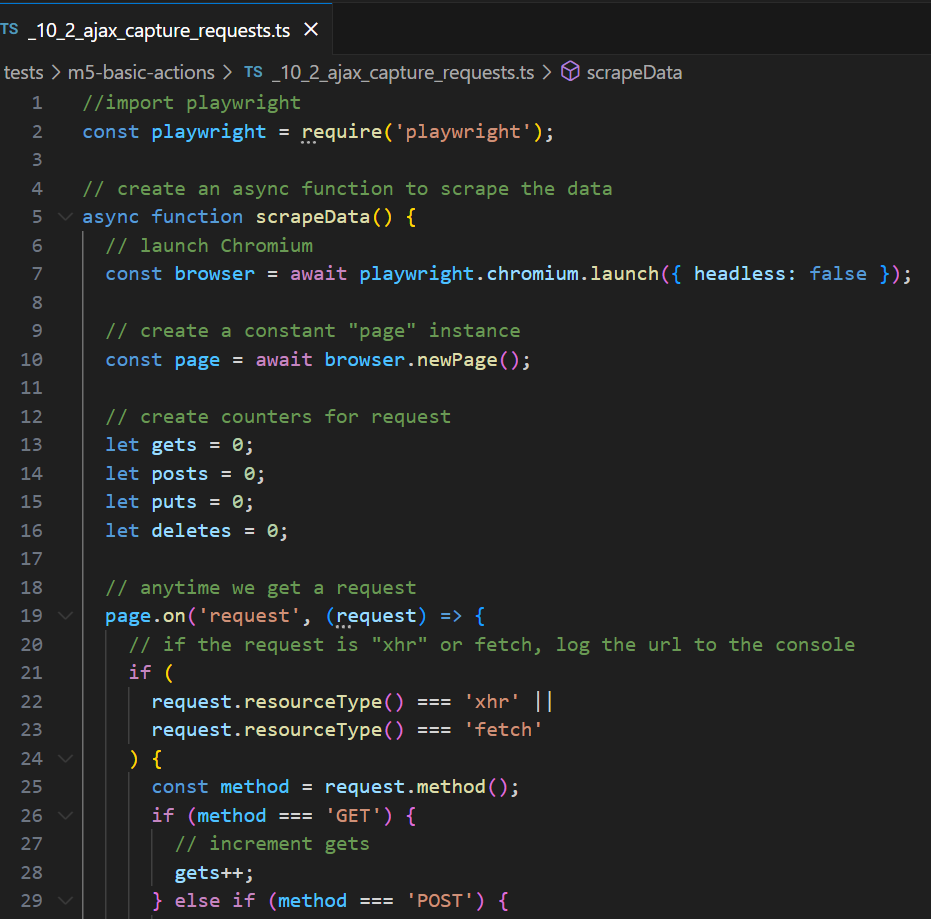 TS _10_2_ajax_capture_requests.ts ×
tests > m5-basic-actions > TS _10_2_ajax_capture_requests.ts > scrapeData
1 //import playwright
2 const playwright = require('playwright');
3
4 // create an async function to scrape the data
5 async function scrapeData() {
6 // launch Chromium
7 const browser = await playwright.chromium.launch({ headless: false });
8
9 // create a constant "page" instance
10 const page = await browser.newPage();
11
12 // create counters for request
13 let gets = 0;
14 let posts = 0;
15 let puts = 0;
16 let deletes = 0;
17
18 // anytime we get a request
19 page.on('request', (request) => {
20 // if the request is "xhr" or fetch, log the url to the console
21 if (
22 request.resourceType() === 'xhr' ||
23 request.resourceType() === 'fetch'
24 ) {
25 const method = request.method();
26 if (method === 'GET') {
27 // increment gets
28 gets++;
29 } else if (method === 'POST') {